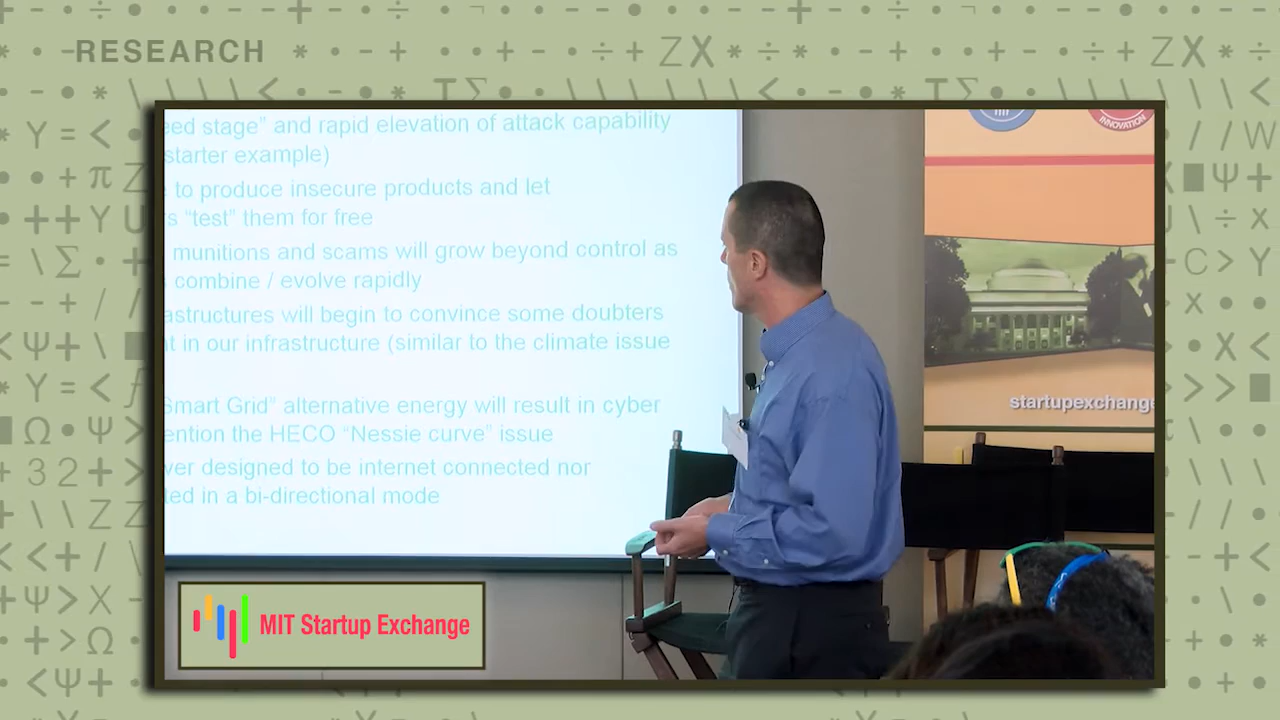 RESEARCH
eed stage" and rapid elevation of attack capability
starter example)
to produce insecure products and let
s "test" them for free
munitions and scams will grow beyond control as
combine / evolve rapidly
astructures will begin to convince some doubters
t in our infrastructure (similar to the climate issue
Smart Grid" alternative energy will result in cyber
ention the HECO "Nessie curve" issue
ver designed to be internet connected nor
ed in a bi-directional mode
INNOVATION
startupexchang
MIT Startup Exchange